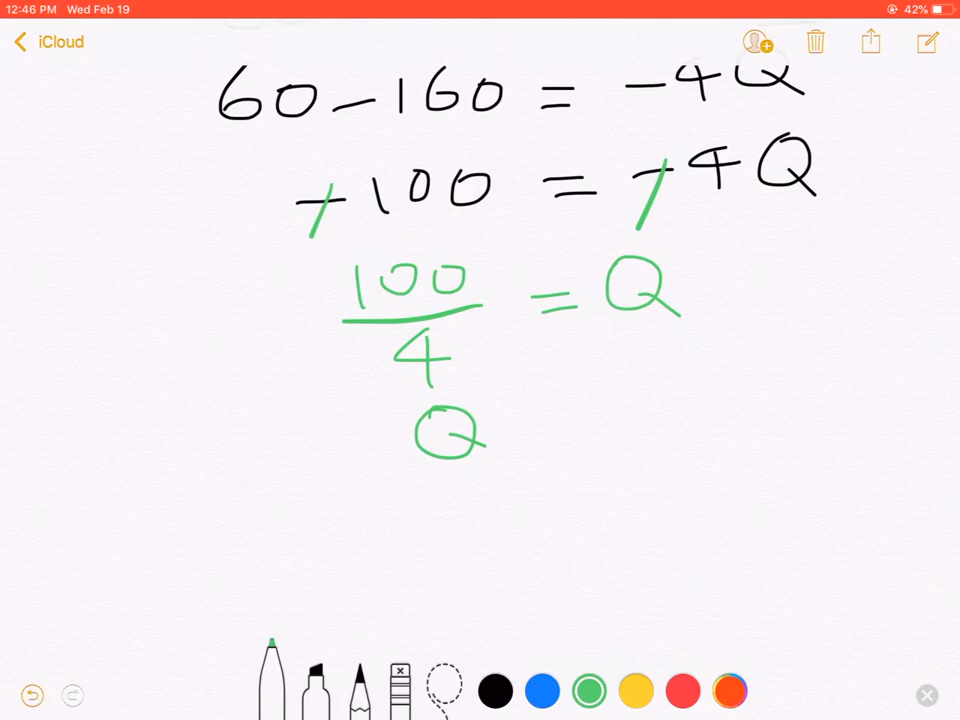 12:46 PM Wed Feb 19 42%
iCloud
60 - 160 = -4Q
-100 = -4Q
100/4 = Q
Q